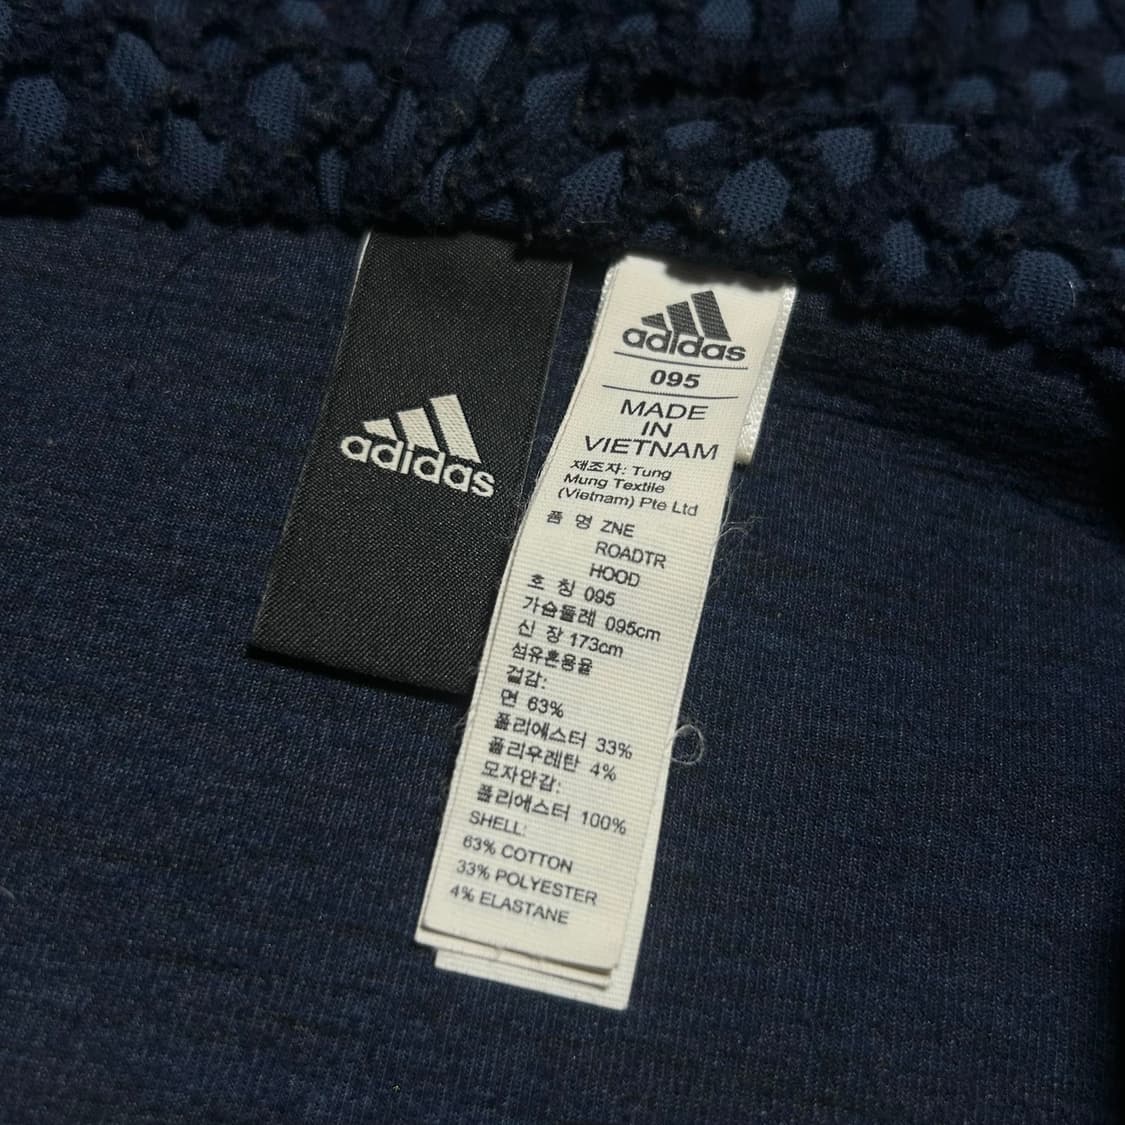 adidas
adidas
095
MADE
IN
VIETNAM
제조자: Tung
Mung Textile
(Vietnam) Pte Ltd
품 명 ZNE
ROADTR
HOOD
호 칭 095
가슴둘레 095cm
신 장 173cm
섬유혼용율
겉감:
면 63%
폴리에스터 33%
폴리우레탄 4%
모자안감:
폴리에스터 100%
SHELL:
63% COTTON
33% POLYESTER
4% ELASTANE